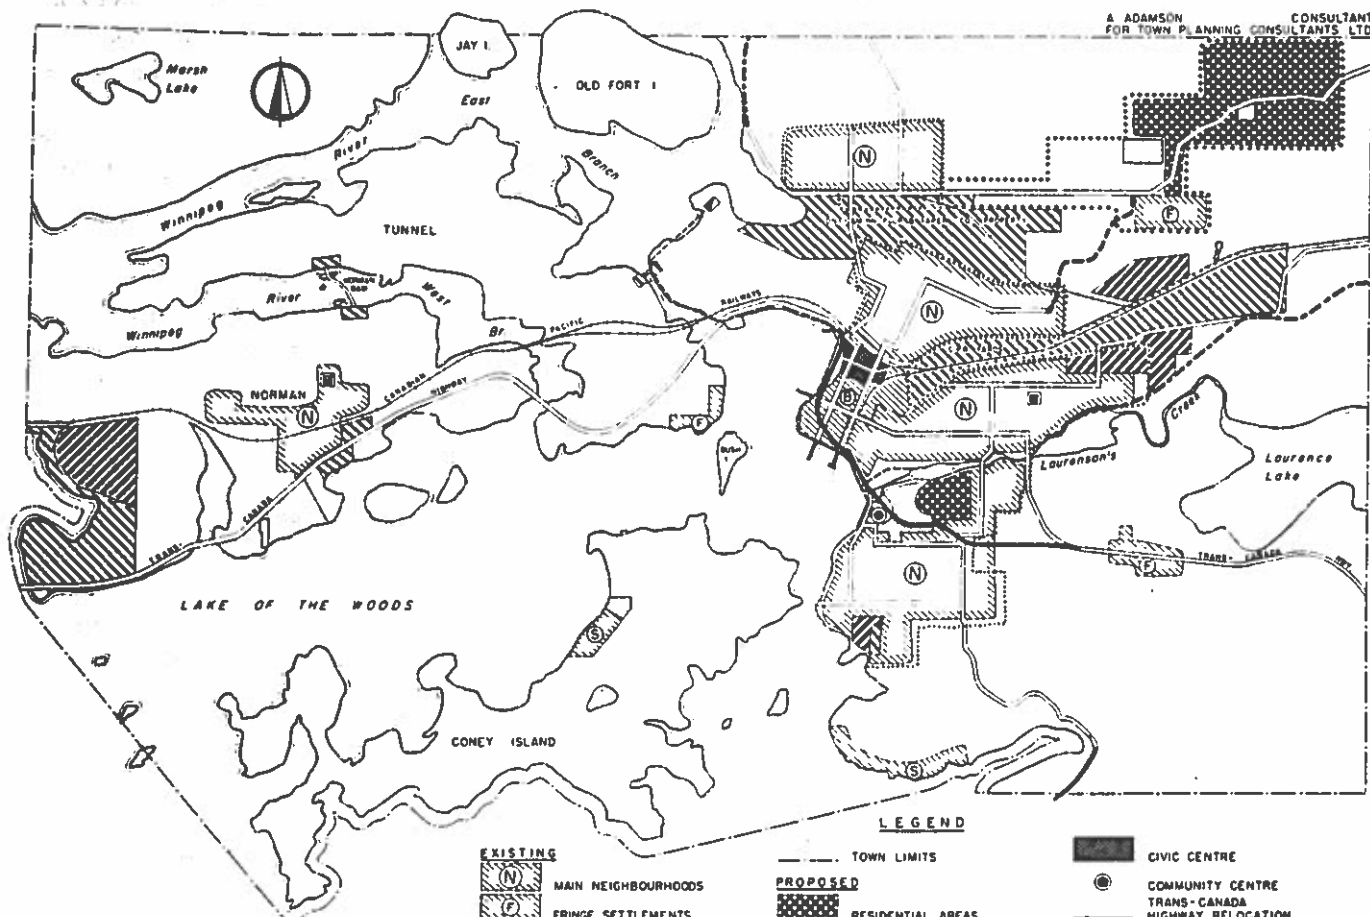 A ADAMSON CONSULTANT
FOR TOWN PLANNING CONSULTANTS LTD
JAY I.
Marsh
Lake
OLD FORT I
East
River
Branch
Winnipeg
TUNNEL
N
F
River
West
Br.
Winnipeg
CANADIAN
PACIFIC
RAILWAYS
HIGHWAY
N
NORMAN
N
B
N
F
Creek
Laurenson's
Laurence
Lake
TRANS-
CANADA
N
TRANS-
CANADA
HWY
F
LAKE OF THE WOODS
S
CONEY ISLAND
S
LEGEND
EXISTING
N MAIN NEIGHBOURHOODS
F FRINGE SETTLEMENTS
TOWN LIMITS
PROPOSED
RESIDENTIAL AREAS
CIVIC CENTRE
COMMUNITY CENTRE
TRANS-CANADA
HIGHWAY RELOCATION